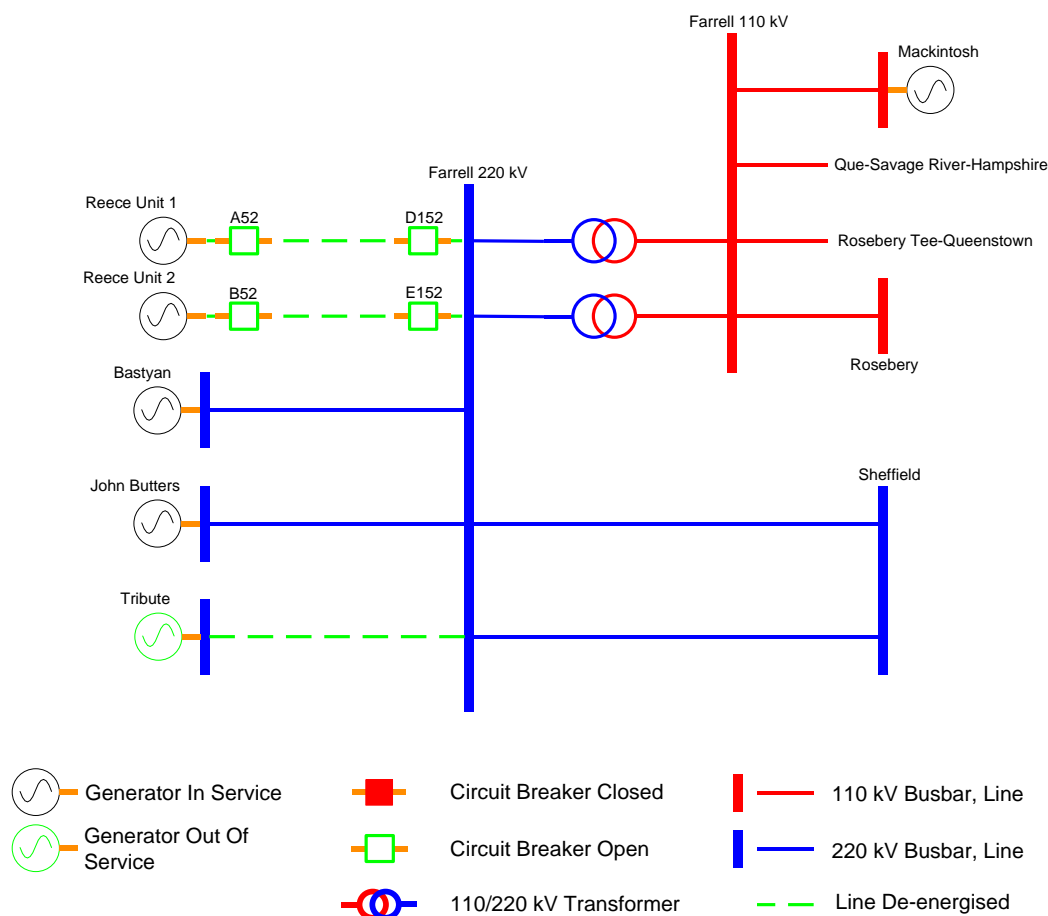 Farrell 110 kV
Mackintosh
Que-Savage River-Hampshire
Farrell 220 kV
Reece Unit 1
A52
D152
Rosebery Tee-Queenstown
Reece Unit 2
B52
E152
Rosebery
Bastyan
John Butters
Sheffield
Tribute
Generator In Service
Circuit Breaker Closed
110 kV Busbar, Line
Generator Out Of
Service
Circuit Breaker Open
220 kV Busbar, Line
110/220 kV Transformer
Line De-energised